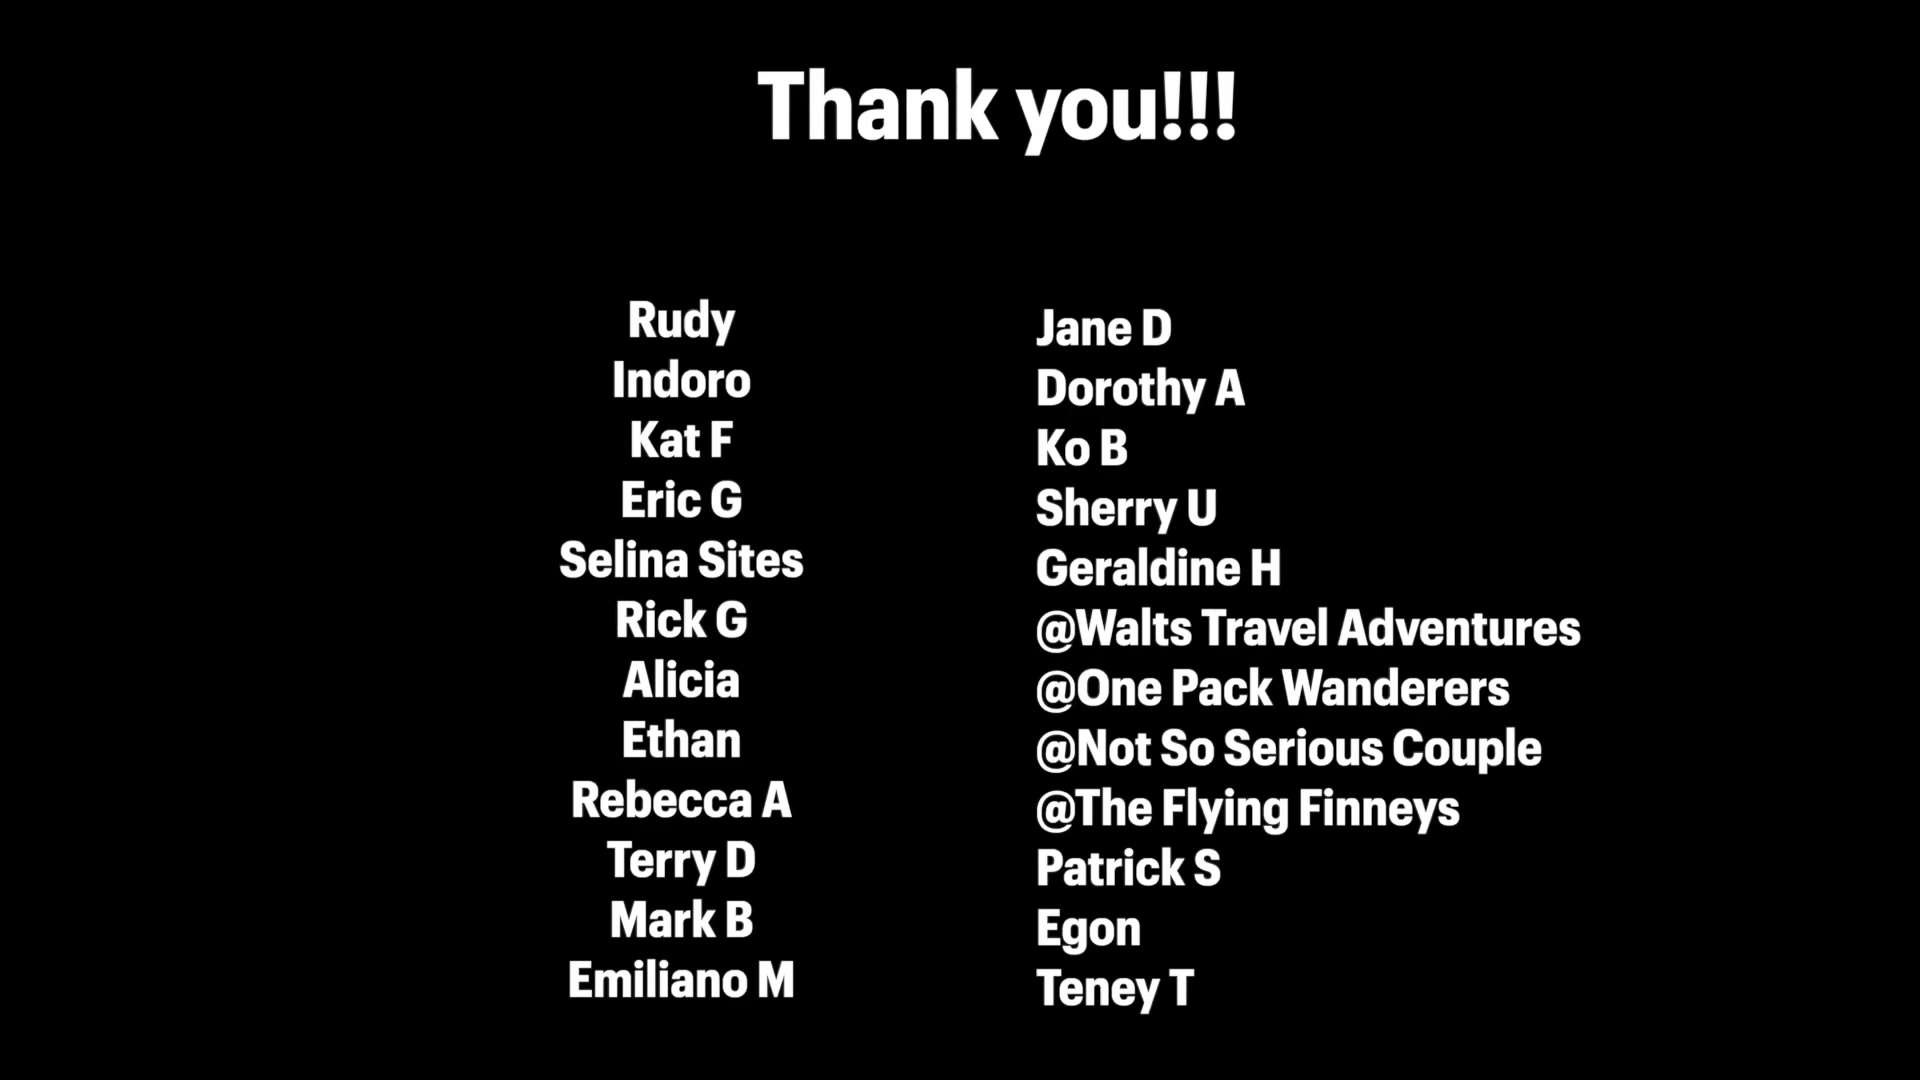 Thank you!!!
Rudy
Indoro
Kat F
Eric G
Selina Sites
Rick G
Alicia
Ethan
Rebecca A
Terry D
Mark B
Emiliano M
Jane D
Dorothy A
Ko B
Sherry U
Geraldine H
@Walts Travel Adventures
@One Pack Wanderers
@Not So Serious Couple
@The Flying Finneys
Patrick S
Egon
Teney T